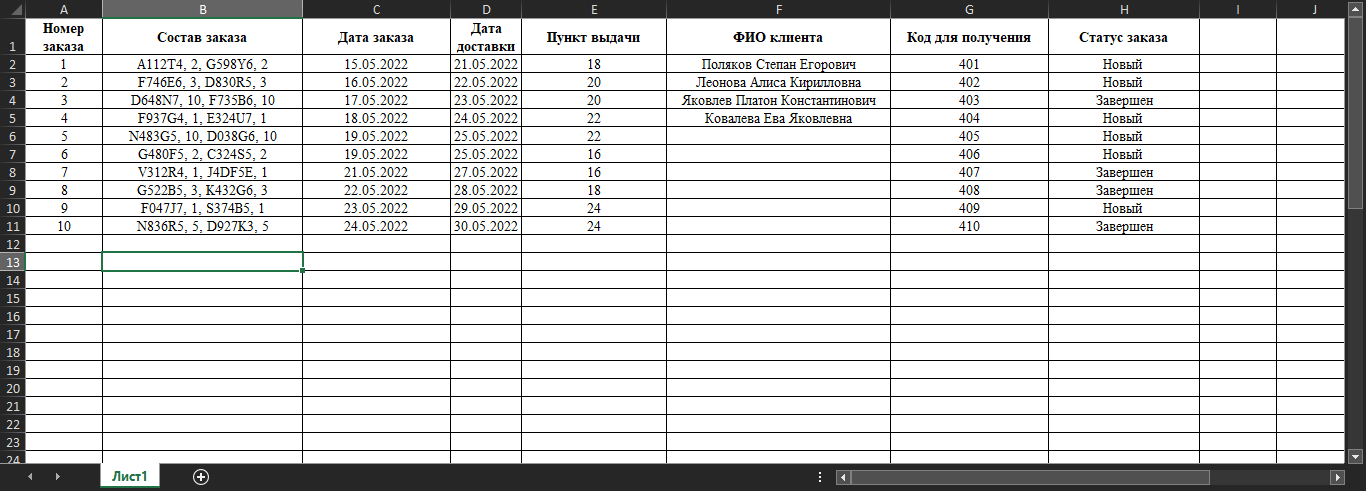 A B C D E F G H I J
1 Номер заказа Состав заказа Дата заказа Дата доставки Пункт выдачи ФИО клиента Код для получения Статус заказа
2 1 A112T4, 2, G598Y6, 2 15.05.2022 21.05.2022 18 Поляков Степан Егорович 401 Новый
3 2 F746E6, 3, D830R5, 3 16.05.2022 22.05.2022 20 Леонова Алиса Кирилловна 402 Новый
4 3 D648N7, 10, F735B6, 10 17.05.2022 23.05.2022 20 Яковлев Платон Константинович 403 Завершен
5 4 F937G4, 1, E324U7, 1 18.05.2022 24.05.2022 22 Ковалева Ева Яковлевна 404 Новый
6 5 N483G5, 10, D038G6, 10 19.05.2022 25.05.2022 22 405 Новый
7 6 G480F5, 2, C324S5, 2 19.05.2022 25.05.2022 16 406 Новый
8 7 V312R4, 1, J4DF5E, 1 21.05.2022 27.05.2022 16 407 Завершен
9 8 G522B5, 3, K432G6, 3 22.05.2022 28.05.2022 18 408 Завершен
10 9 F047J7, 1, S374B5, 1 23.05.2022 29.05.2022 24 409 Новый
11 10 N836R5, 5, D927K3, 5 24.05.2022 30.05.2022 24 410 Завершен
12
13
14
15
16
17
18
19
20
21
22
23
24
Лист1